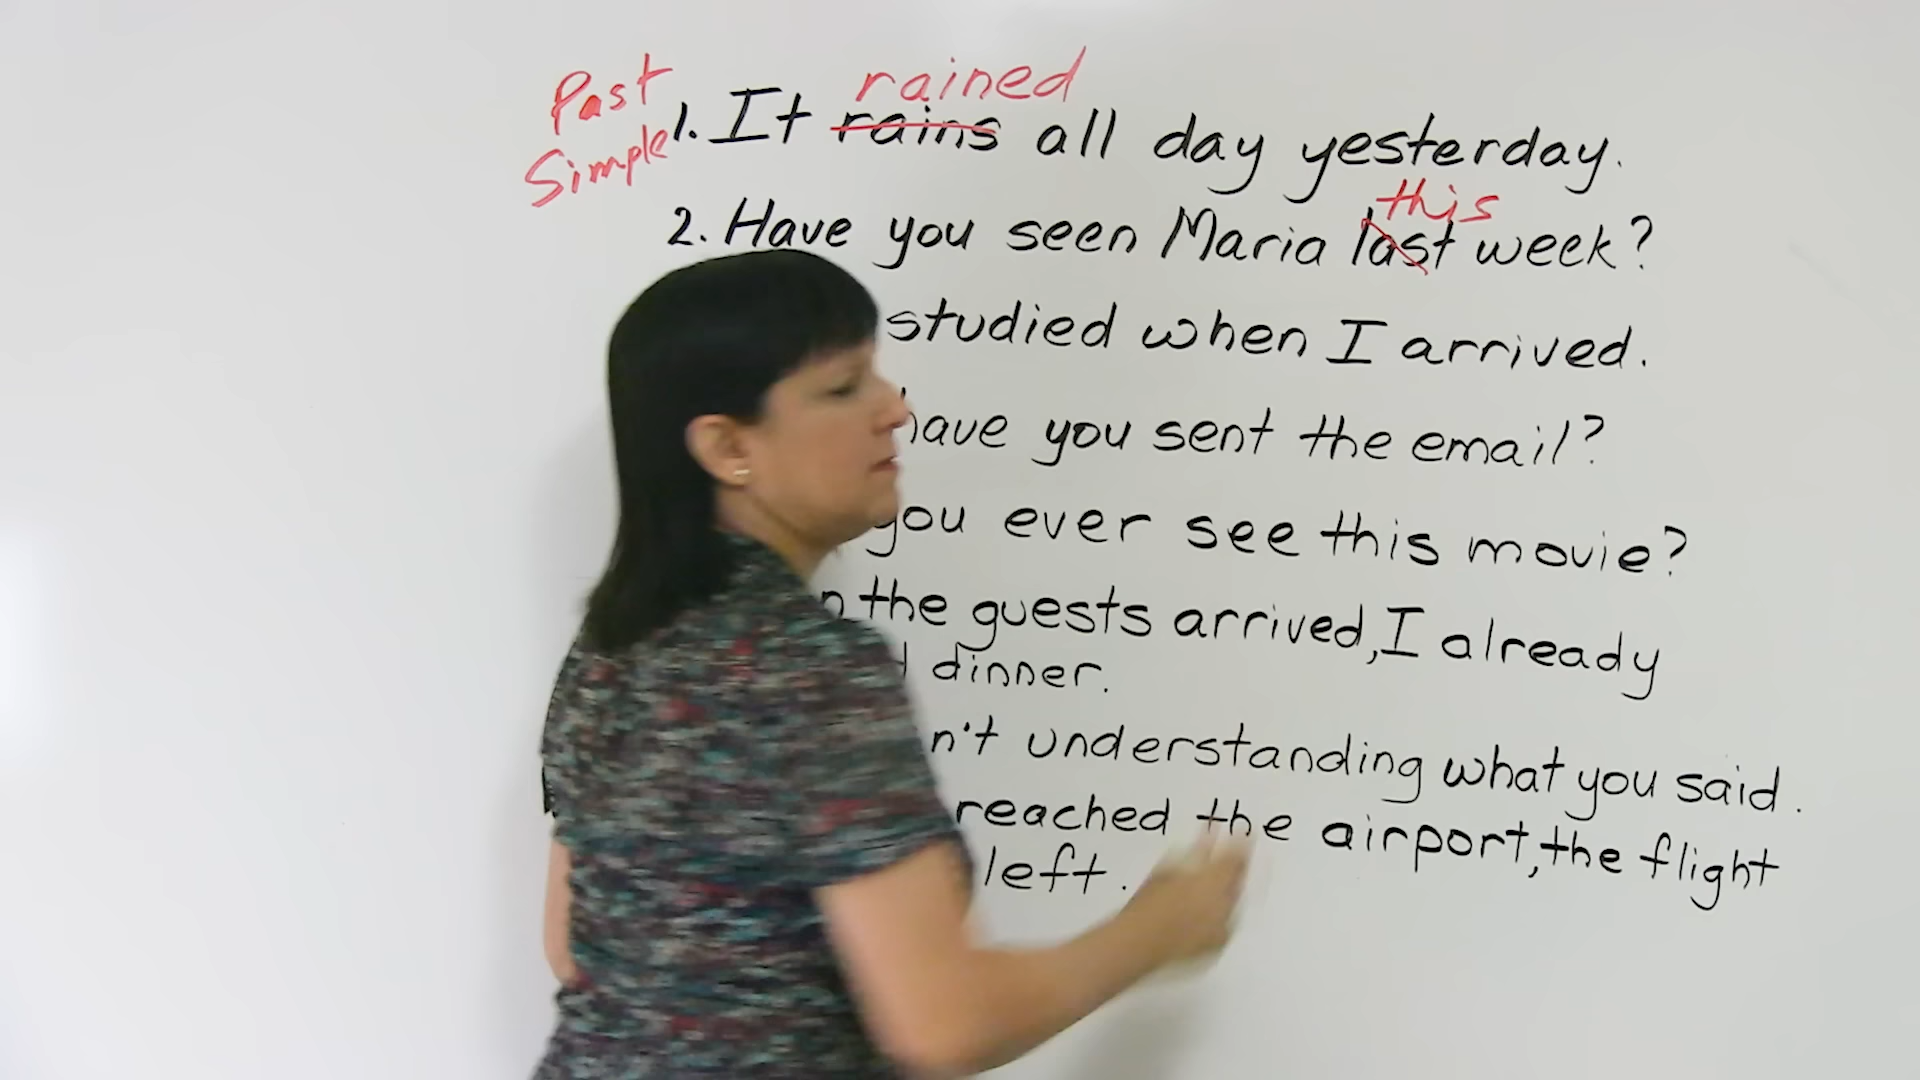 Past
Simple
rained
1. It rains all day yesterday.
this
2. Have you seen Maria last week?
studied when I arrived.
have you sent the email?
you ever see this movie?
the guests arrived, I already
dinner.
n't understanding what you said.
reached the airport, the flight
left.